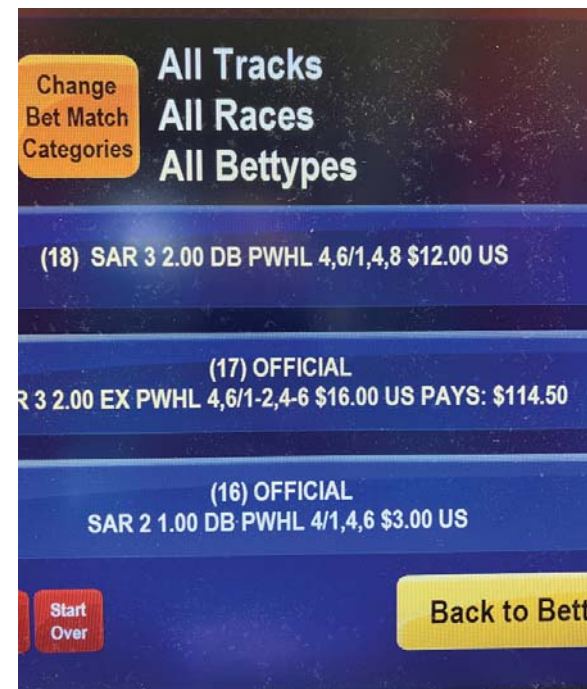 Change
Bet Match
Categories
All Tracks
All Races
All Bettypes
(18) SAR 3 2.00 DB PWHL 4,6/1,4,8 $12.00 US
(17) OFFICIAL
R 3 2.00 EX PWHL 4,6/1-2,4-6 $16.00 US PAYS: $114.50
(16) OFFICIAL
SAR 2 1.00 DB PWHL 4/1,4,6 $3.00 US
Start
Over
Back to Bett